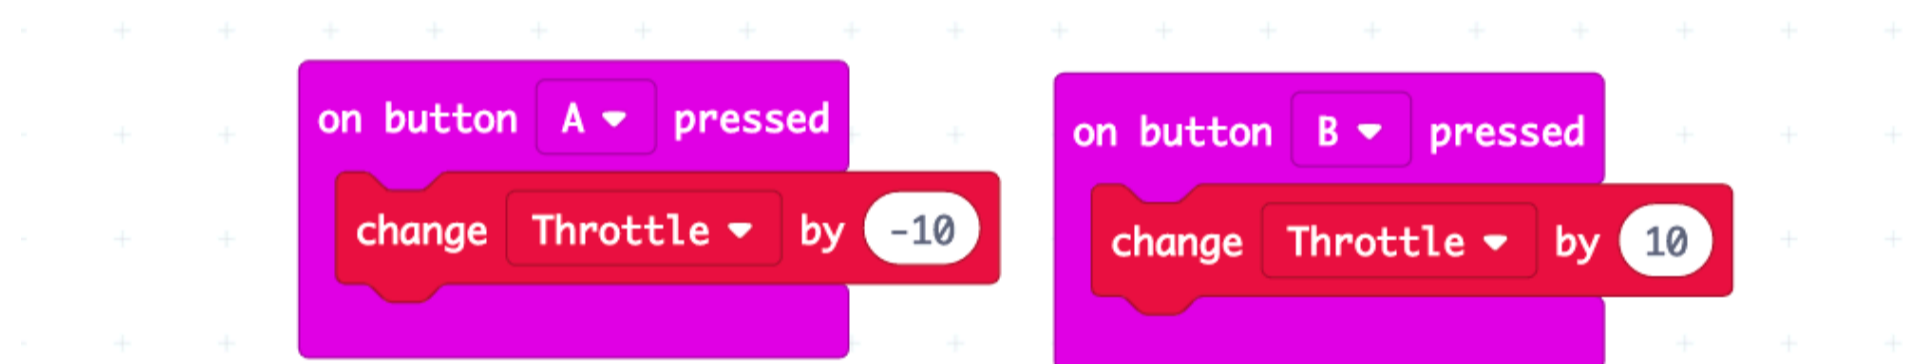 on button A pressed
change Throttle by -10
on button B pressed
change Throttle by 10